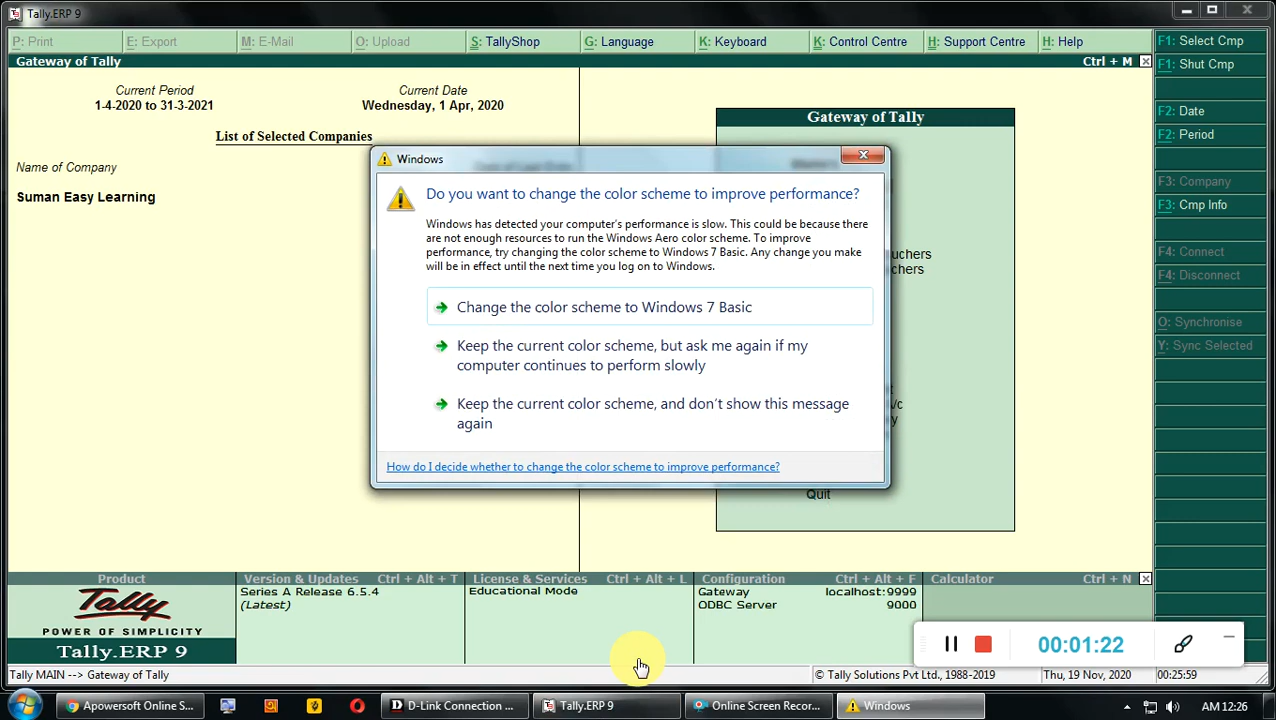 Tally.ERP 9
P: Print
E: Export
M: E-Mail
O: Upload
S: TallyShop
G: Language
K: Keyboard
K: Control Centre
H: Support Centre
H: Help
F1: Select Cmp
F1: Shut Cmp
F2: Date
F2: Period
F3: Company
F3: Cmp Info
F4: Connect
F4: Disconnect
O: Synchronise
Y: Sync Selected
Gateway of Tally
Ctrl + M
Current Period
1-4-2020 to 31-3-2021
Current Date
Wednesday, 1 Apr, 2020
List of Selected Companies
Name of Company
Suman Easy Learning
Gateway of Tally
Windows
Do you want to change the color scheme to improve performance?
Windows has detected your computer's performance is slow. This could be because there
are not enough resources to run the Windows Aero color scheme. To improve
performance, try changing the color scheme to Windows 7 Basic. Any change you make
will be in effect until the next time you log on to Windows.
Change the color scheme to Windows 7 Basic
Keep the current color scheme, but ask me again if my
computer continues to perform slowly
Keep the current color scheme, and don't show this message
again
How do I decide whether to change the color scheme to improve performance?
Quit
Product
Tally
POWER OF SIMPLICITY
Tally.ERP 9
Version & Updates Ctrl + Alt + T
Series A Release 6.5.4
(Latest)
License & Services Ctrl + Alt + L
Educational Mode
Configuration Ctrl + Alt + F
Gateway localhost:9999
ODBC Server 9000
Calculator Ctrl + N
00:01:22
Tally MAIN --> Gateway of Tally
© Tally Solutions Pvt Ltd., 1988-2019
Thu, 19 Nov, 2020
00:25:59
Apowersoft Online S...
D-Link Connection ...
Tally.ERP 9
Online Screen Recor...
Windows
AM 12:26